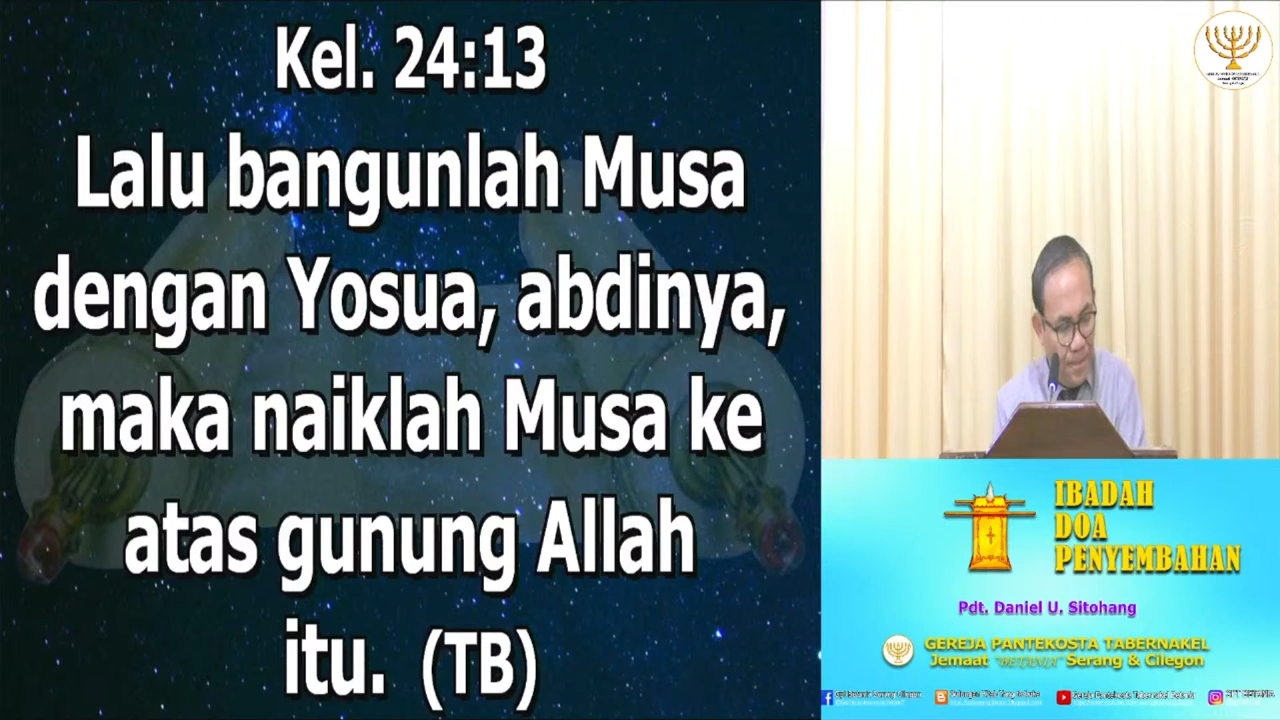 Kel. 24:13
Lalu bangunlah Musa
dengan Yosua, abdinya,
maka naiklah Musa ke
atas gunung Allah
itu. (TB)
IBADAH
DOA
PENYEMBAHAN
Pdt. Daniel U. Sitohang
GEREJA PANTEKOSTA TABERNAKEL
Jemaat "BETANIA" Serang & Cilegon